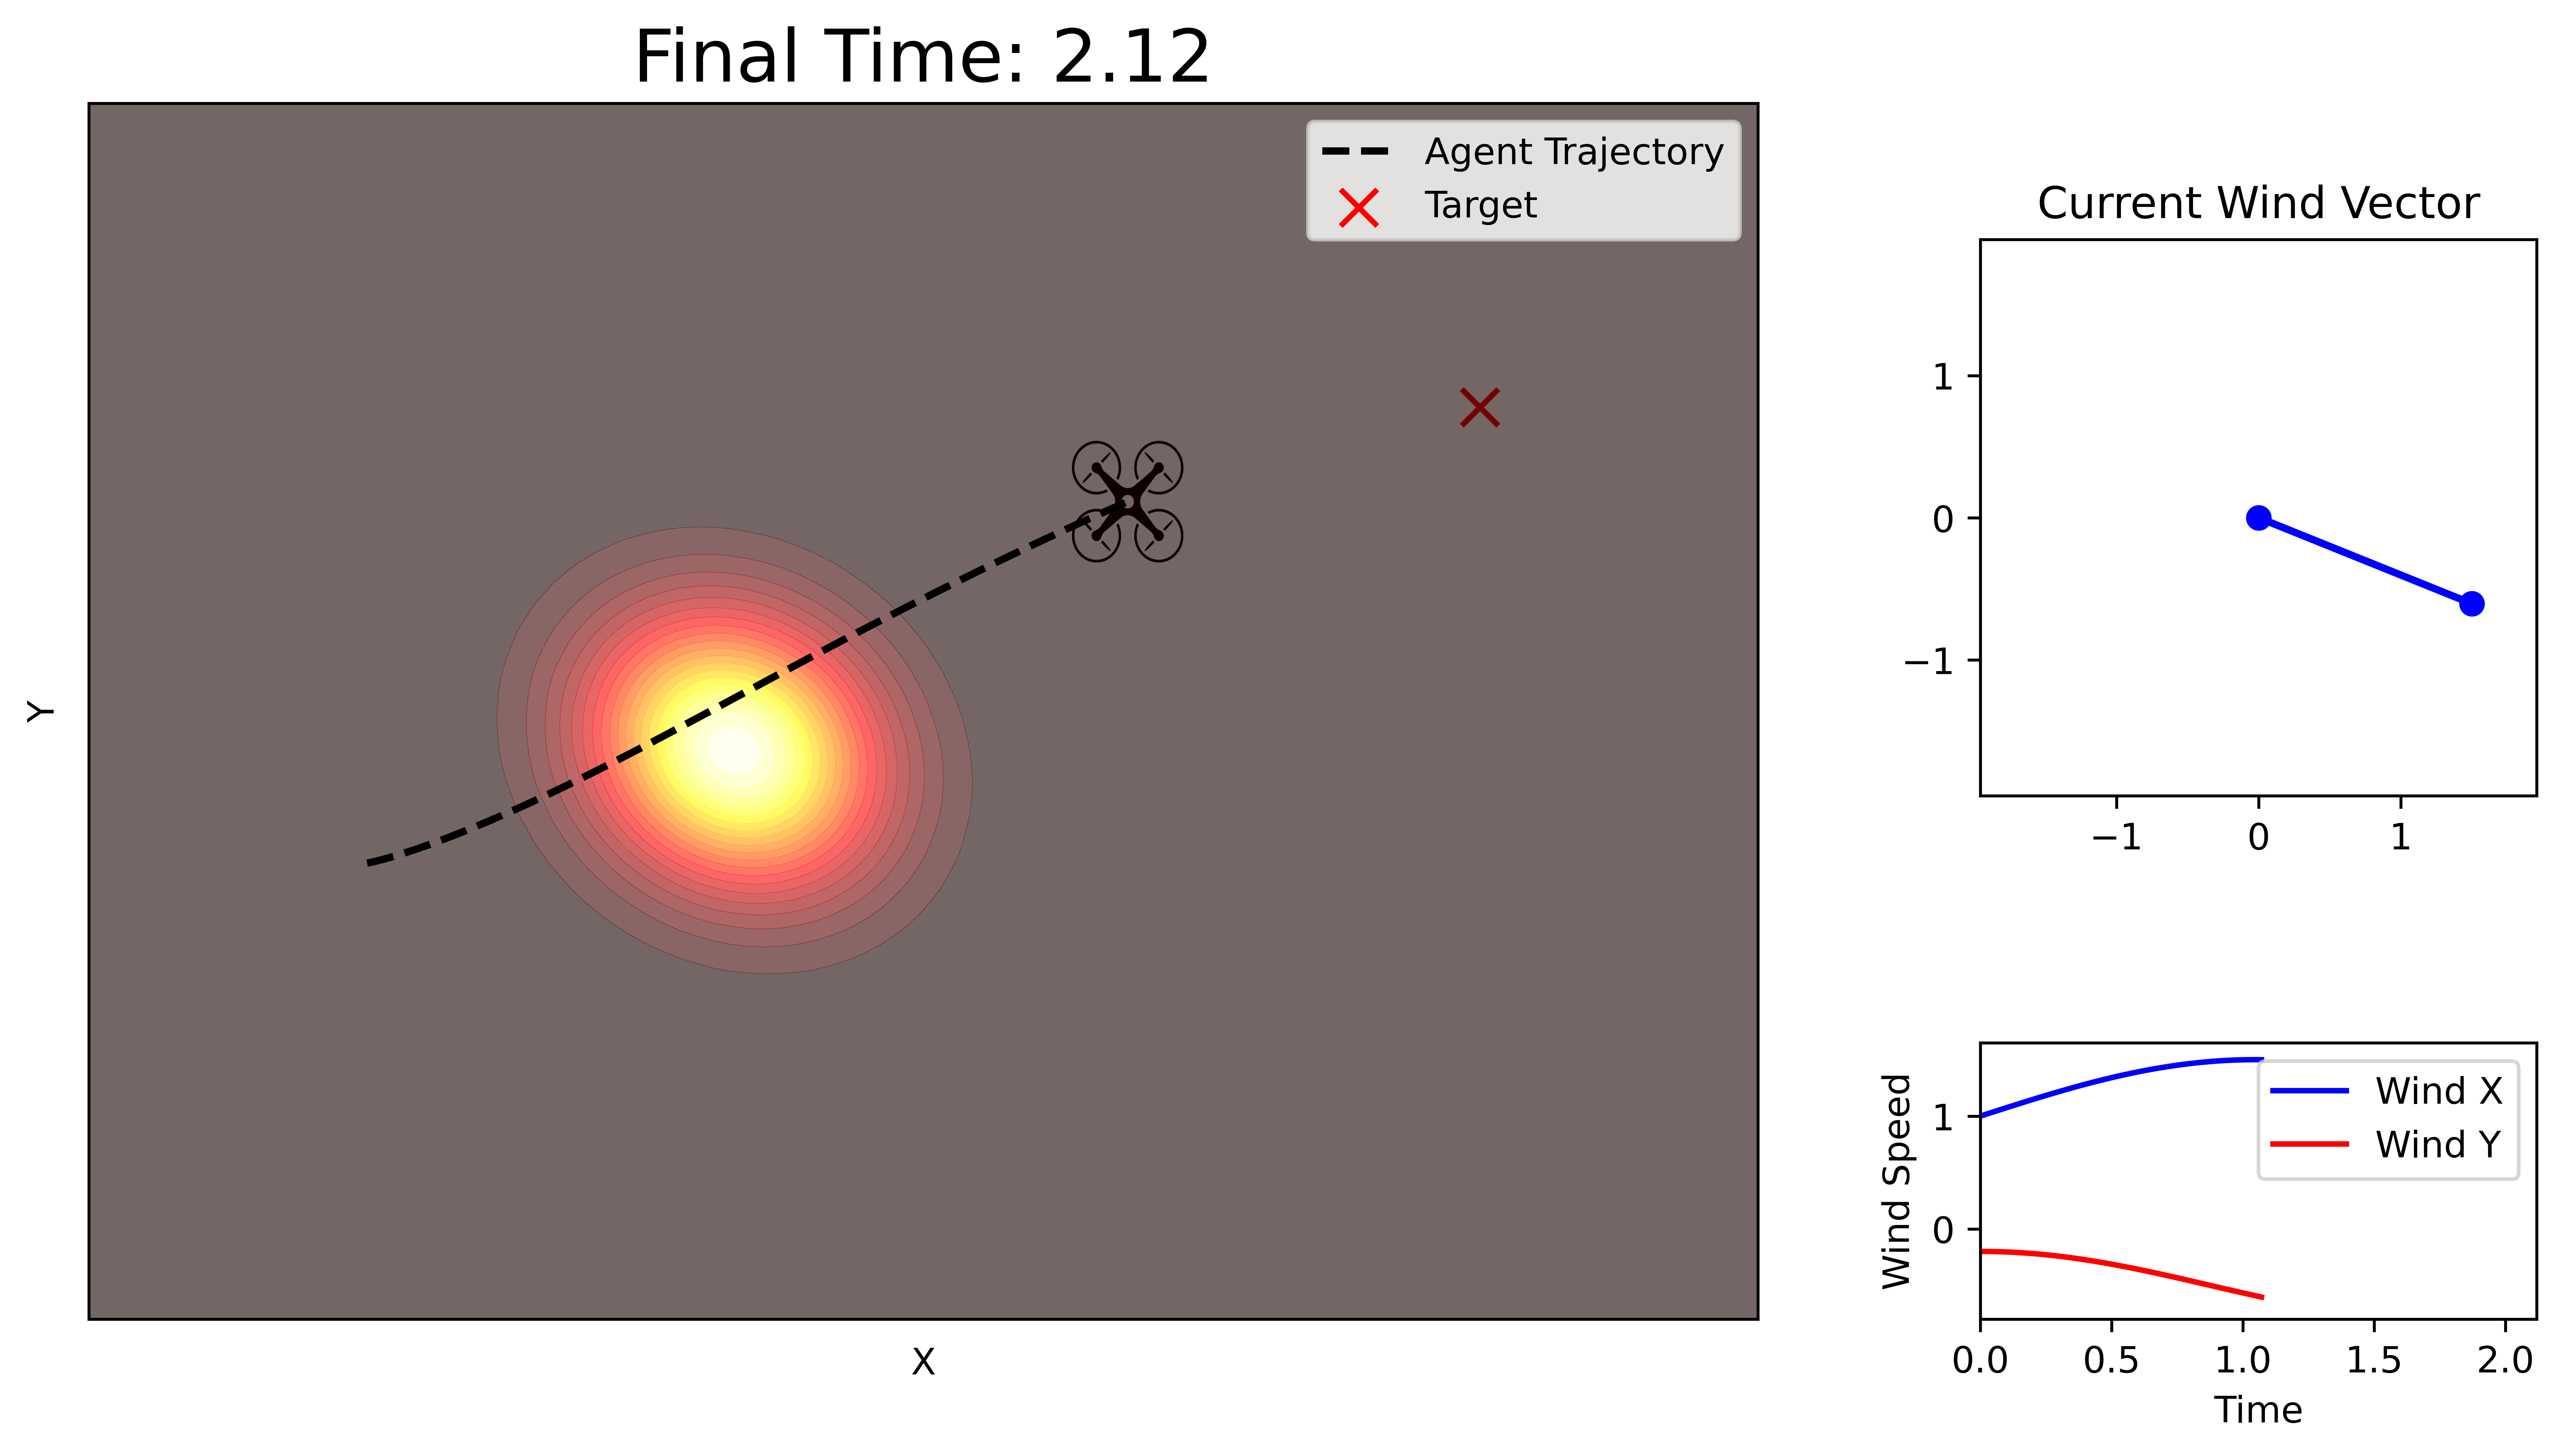 Final Time: 2.12
Agent Trajectory
Target
Y
X
Current Wind Vector
1
0
−1
−1 0 1
Wind X
Wind Y
Wind Speed
1
0
0.0 0.5 1.0 1.5 2.0
Time